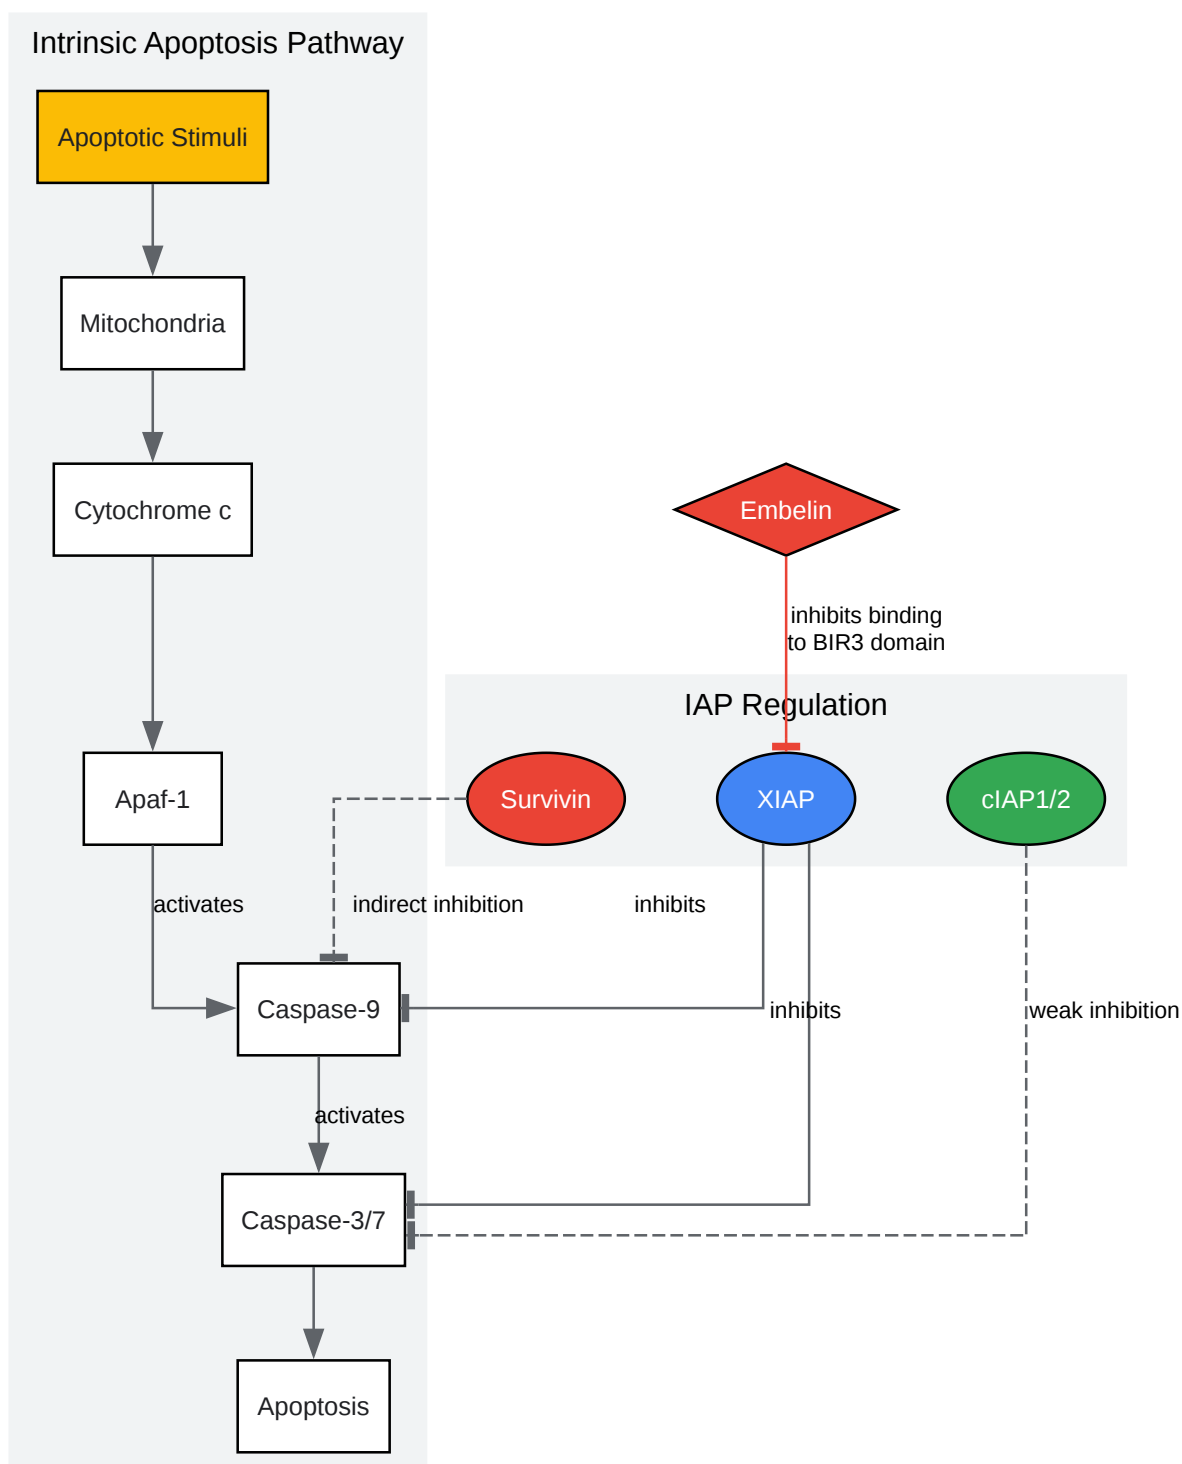 Intrinsic Apoptosis Pathway
Apoptotic Stimuli
Mitochondria
Cytochrome c
Embelin
inhibits binding
to BIR3 domain
IAP Regulation
Apaf-1
Survivin
XIAP
cIAP1/2
activates
indirect inhibition
inhibits
Caspase-9
inhibits
weak inhibition
activates
Caspase-3/7
Apoptosis